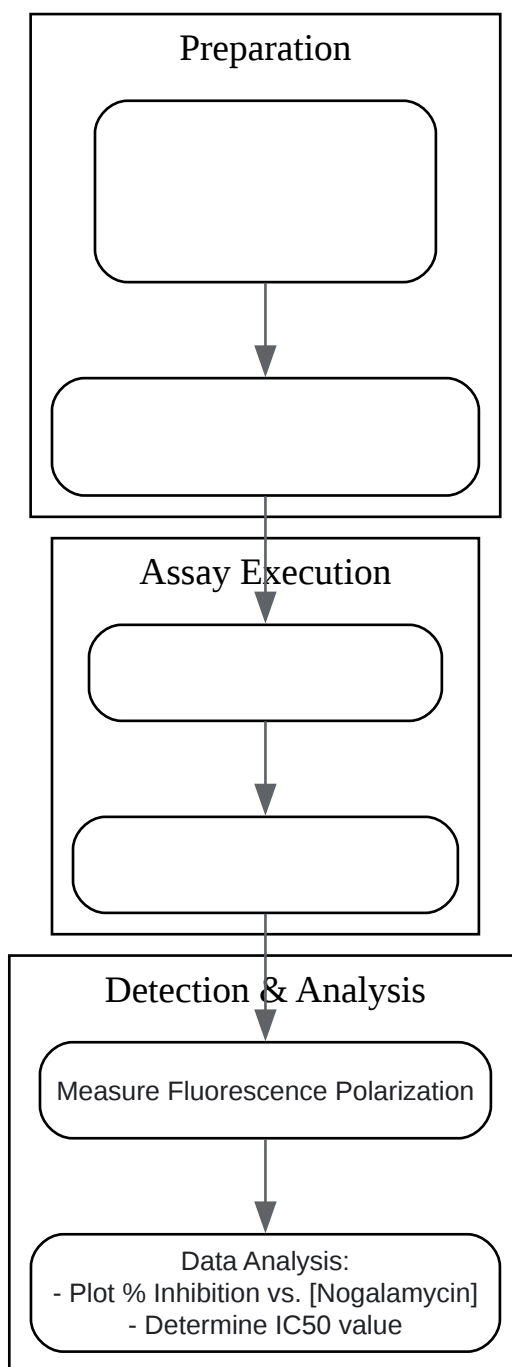 Preparation
Assay Execution
Detection & Analysis
Measure Fluorescence Polarization
Data Analysis:
- Plot % Inhibition vs. [Nogalamycin]
- Determine IC50 value